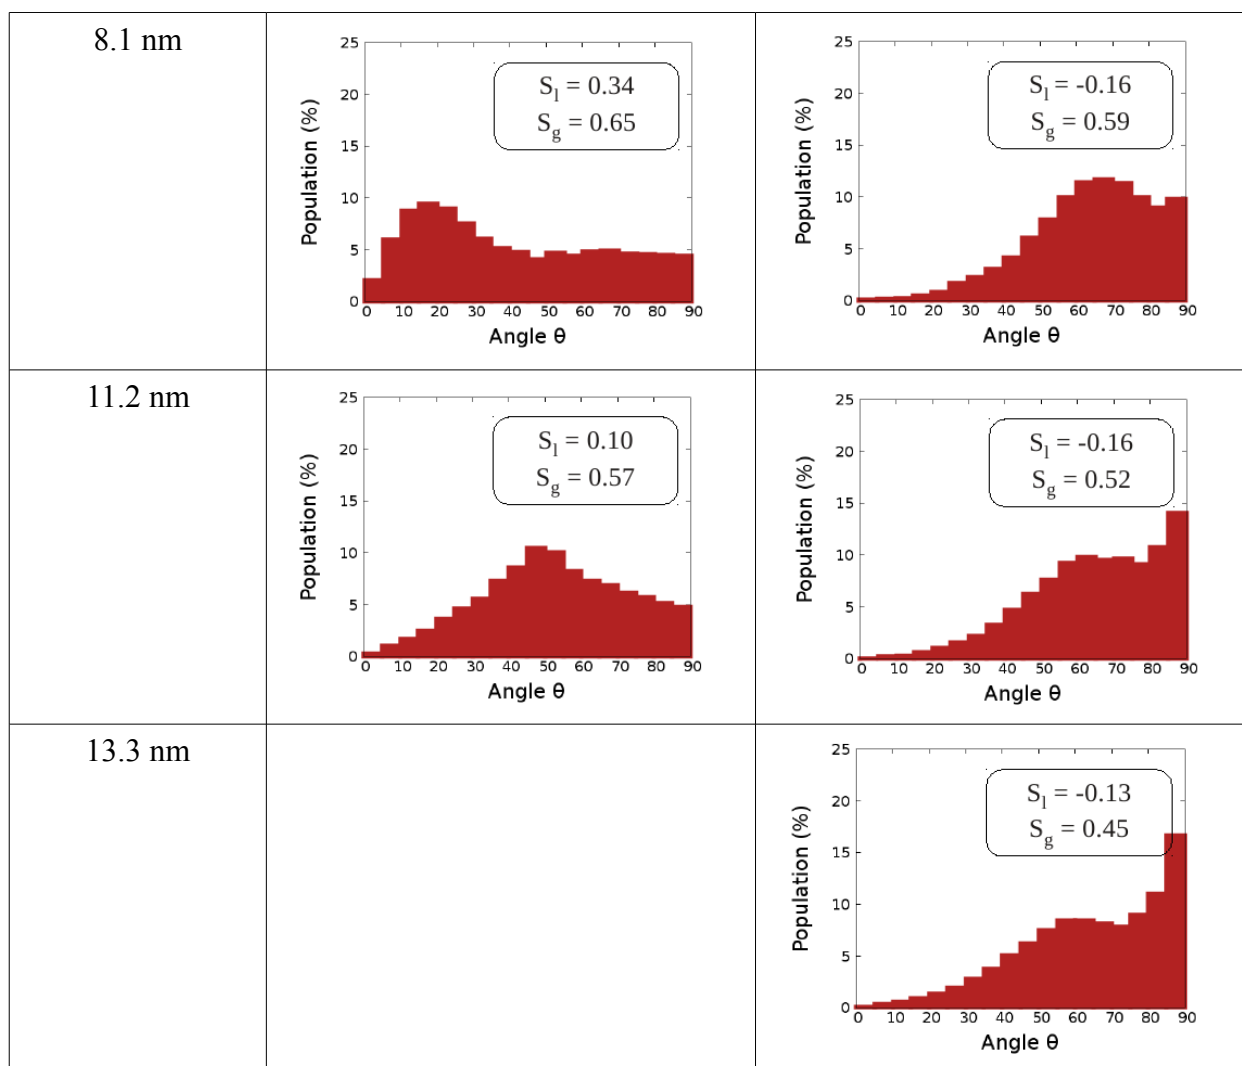 8.1 nm
25
20
15
10
5
0
Population (%)
S_l = 0.34
S_g = 0.65
0 10 20 30 40 50 60 70 80 90
Angle θ
25
20
15
10
5
0
Population (%)
S_l = -0.16
S_g = 0.59
0 10 20 30 40 50 60 70 80 90
Angle θ
11.2 nm
25
20
15
10
5
0
Population (%)
S_l = 0.10
S_g = 0.57
0 10 20 30 40 50 60 70 80 90
Angle θ
25
20
15
10
5
0
Population (%)
S_l = -0.16
S_g = 0.52
0 10 20 30 40 50 60 70 80 90
Angle θ
13.3 nm
25
20
15
10
5
0
Population (%)
S_l = -0.13
S_g = 0.45
0 10 20 30 40 50 60 70 80 90
Angle θ